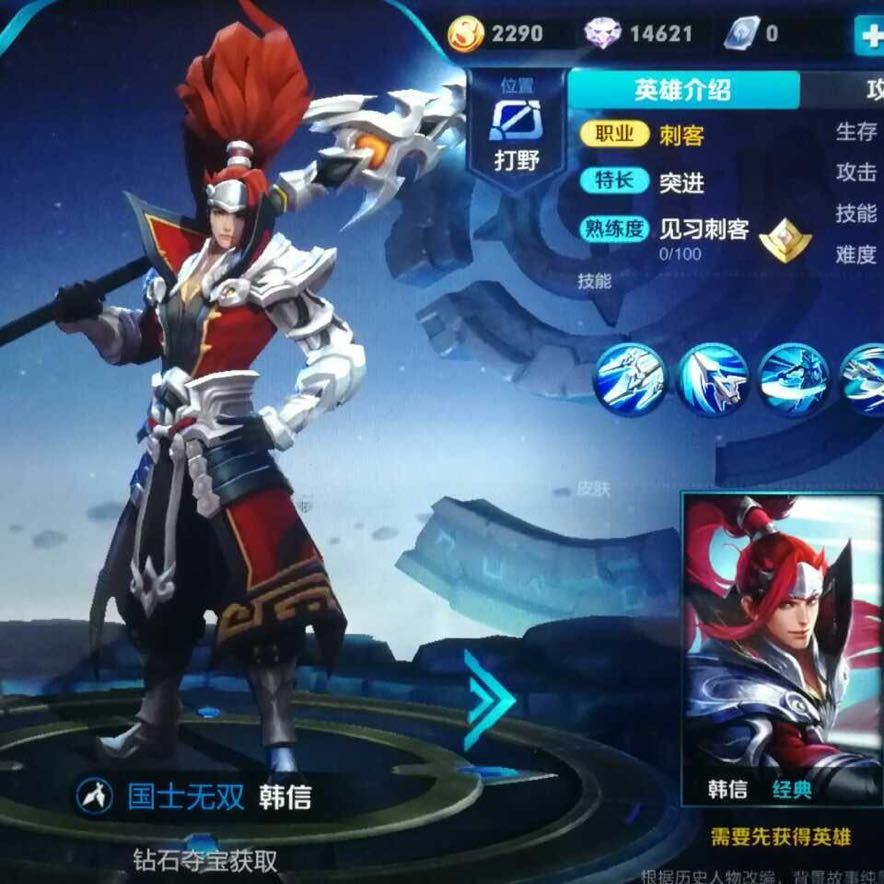 2290
14621
0
位置
打野
英雄介绍
攻
职业 刺客
特长 突进
熟练度 见习刺客
0/100
生存
攻击
技能
难度
技能
皮肤
国士无双 韩信
钻石夺宝获取
韩信 经典
需要先获得英雄
根据历史人物改编，背景故事纯